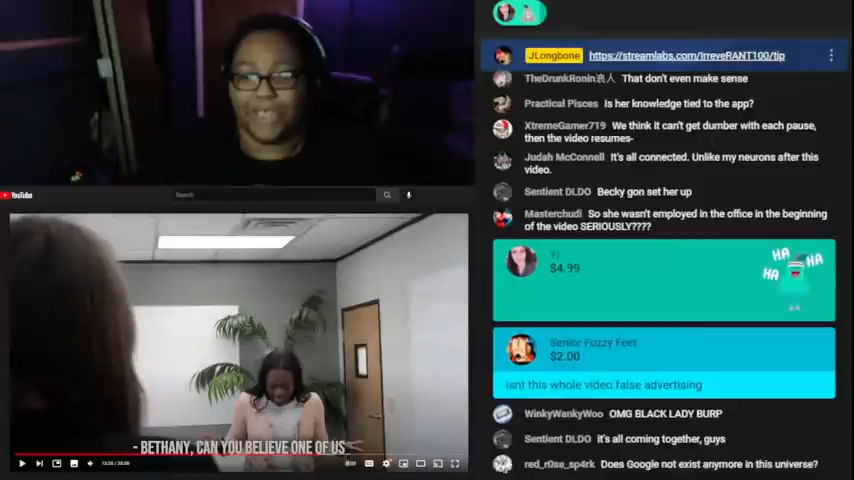 JLongbone https://streamlabs.com/IrreveRANT100/tip
TheDrunkRonin浪人 That don't even make sense
Practical Pisces Is her knowledge tied to the app?
XtremeGamer719 We think it can't get dumber with each pause,
then the video resumes-
Judah McConnell It's all connected. Unlike my neurons after this
video.
Sentient DLDO Becky gon set her up
Masterchudi So she wasn't employed in the office in the beginning
of the video SERIOUSLY????
YouTube
Search
Yi
$4.99
HA HA
HA
Senior Fuzzy Feet
$2.00
isnt this whole video false advertising
WinkyWankyWoo OMG BLACK LADY BURP
- BETHANY, CAN YOU BELIEVE ONE OF US
Sentient DLDO it's all coming together, guys
red_r0se_sp4rk Does Google not exist anymore in this universe?